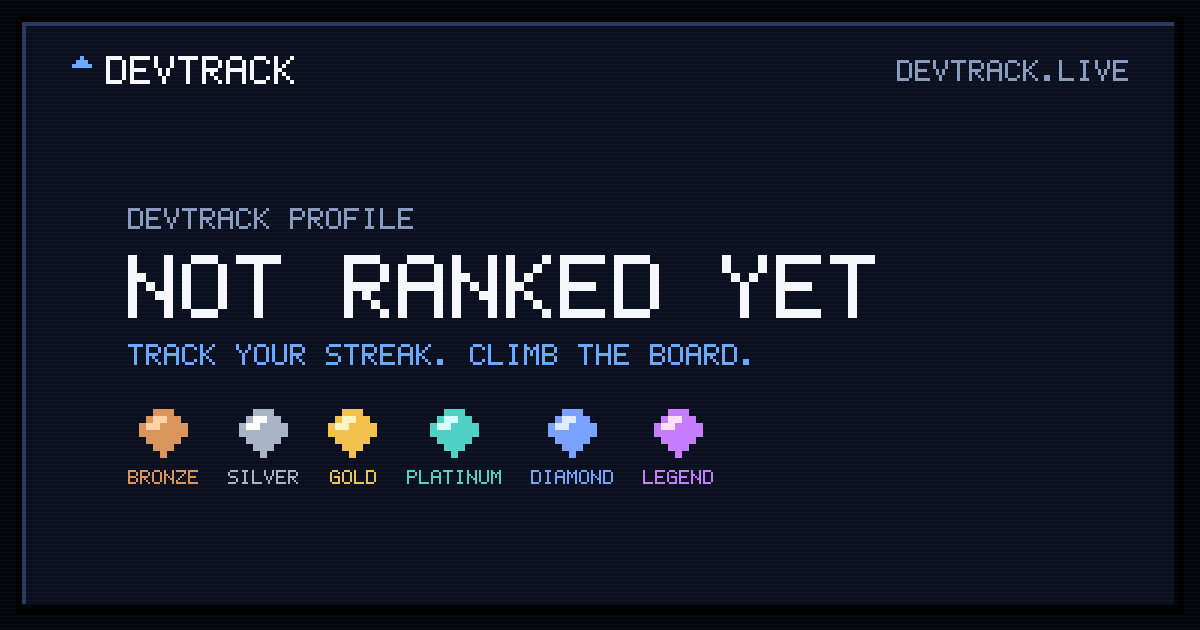 DEVTRACK
DEVTRACK.LIVE
DEVTRACK PROFILE
NOT RANKED YET
TRACK YOUR STREAK. CLIMB THE BOARD.
BRONZE SILVER GOLD PLATINUM DIAMOND LEGEND